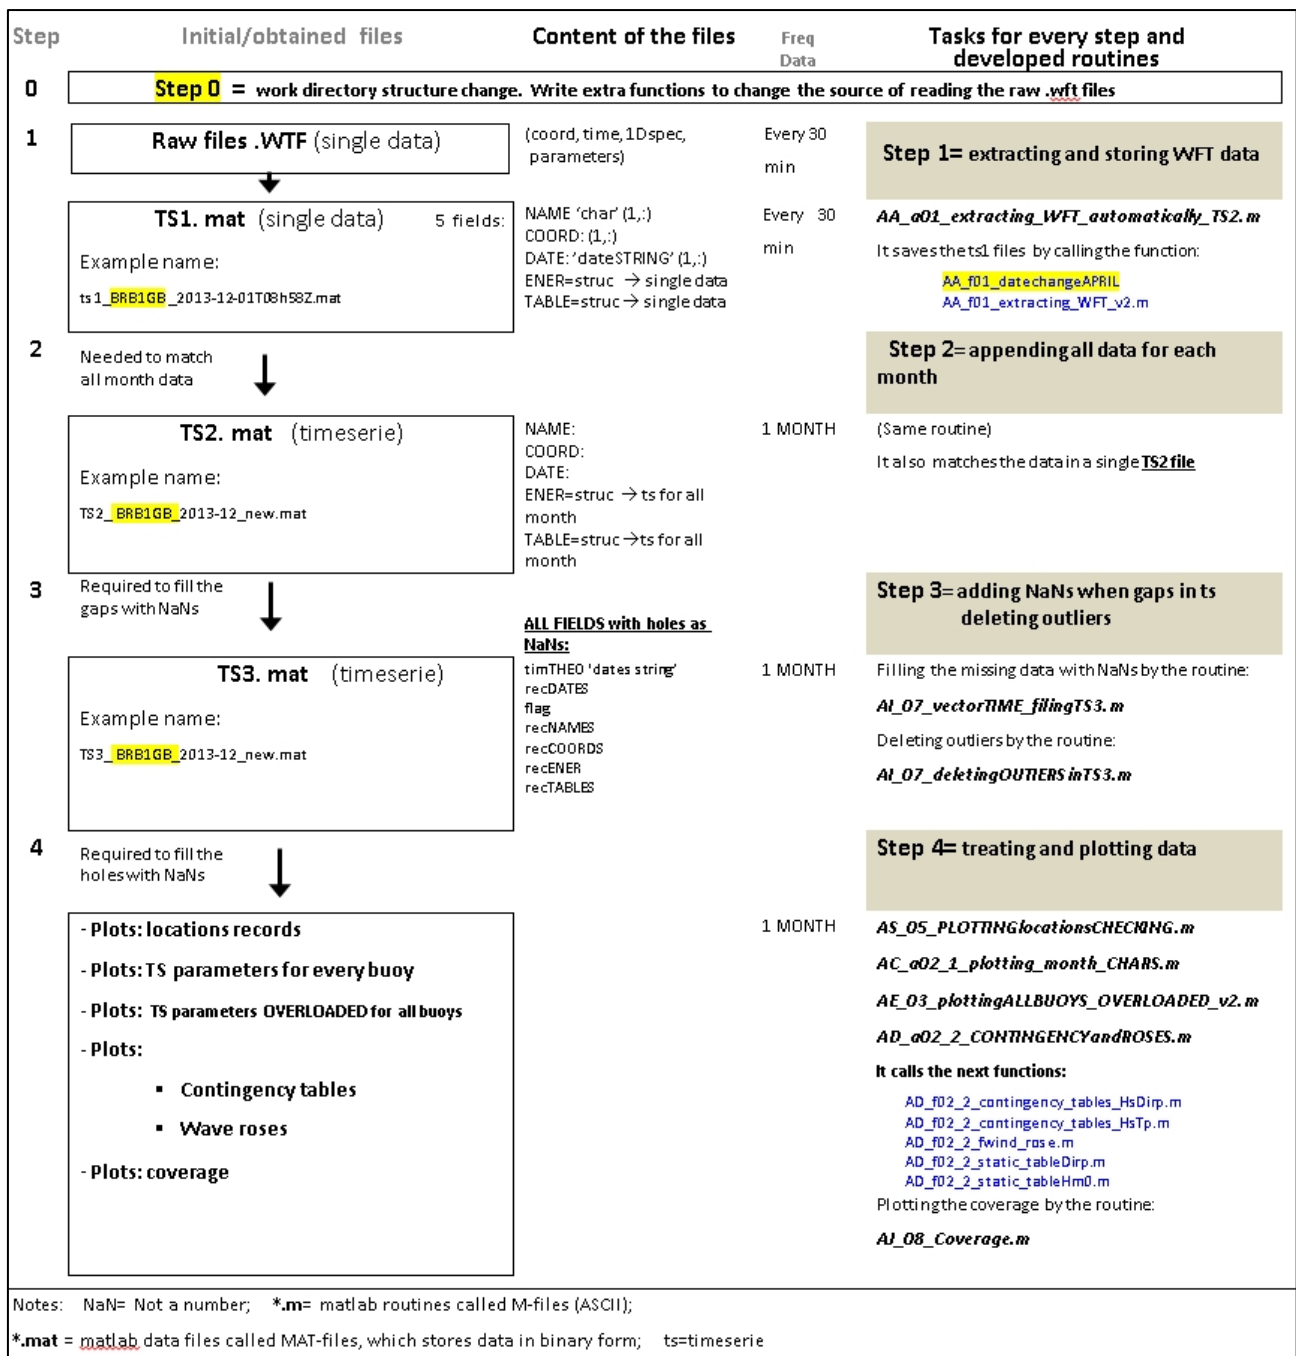 Step Initial/obtained files Content of the files Freq Data Tasks for every step and developed routines
0 Step 0 = work directory structure change. Write extra functions to change the source of reading the raw .wft files
1
Raw files .WTF (single data)
(coord, time, 1Dspec,
parameters)
Every 30
min
Step 1= extracting and storing WFT data
TS1. mat (single data) 5 fields:
Example name:
ts1_BRB1GB_2013-12-01T08h58Z.mat
NAME 'char' (1,:)
COORD: (1,:)
DATE: 'dateSTRING' (1,:)
ENER=struc → single data
TABLE=struc → single data
Every 30
min
AA_a01_extracting_WFT_automatically_TS2.m
It saves the ts1 files by calling the function:
AA_f01_datechangeAPRIL
AA_f01_extracting_WFT_v2.m
2
Needed to match
all month data
Step 2= appending all data for each
month
TS2. mat (timeserie)
Example name:
TS2_BRB1GB_2013-12_new.mat
NAME:
COORD:
DATE:
ENER=struc → ts for all
month
TABLE=struc → ts for all
month
1 MONTH
(Same routine)
It also matches the data in a single TS2 file
3
Required to fill the
gaps with NaNs
Step 3= adding NaNs when gaps in ts
deleting outliers
TS3. mat (timeserie)
Example name:
TS3_BRB1GB_2013-12_new.mat
ALL FIELDS with holes as
NaNs:
timTHEO 'dates string'
recDATES
flag
recNAMES
recCOORDS
recENER
recTABLES
1 MONTH
Filling the missing data with NaNs by the routine:
AI_07_vectorTIME_filingTS3.m
Deleting outliers by the routine:
AI_07_deletingOUTIERSinTS3.m
4
Required to fill the
holes with NaNs
Step 4= treating and plotting data
- Plots: locations records
- Plots: TS parameters for every buoy
- Plots: TS parameters OVERLOADED for all buoys
- Plots:
▪ Contingency tables
▪ Wave roses
- Plots: coverage
1 MONTH
AS_05_PLOTTINGlocationsCHECKING.m
AC_a02_1_plotting_month_CHARS.m
AE_03_plottingALLBUOYS_OVERLOADED_v2.m
AD_a02_2_CONTINGENCYandROSES.m
It calls the next functions:
AD_f02_2_contingency_tables_HsDirp.m
AD_f02_2_contingency_tables_HsTp.m
AD_f02_2_fwind_rose.m
AD_f02_2_static_tableDirp.m
AD_f02_2_static_tableHm0.m
Plotting the coverage by the routine:
AJ_08_Coverage.m
Notes: NaN= Not a number; *.m= matlab routines called M-files (ASCII);
*.mat = matlab data files called MAT-files, which stores data in binary form; ts=timeserie